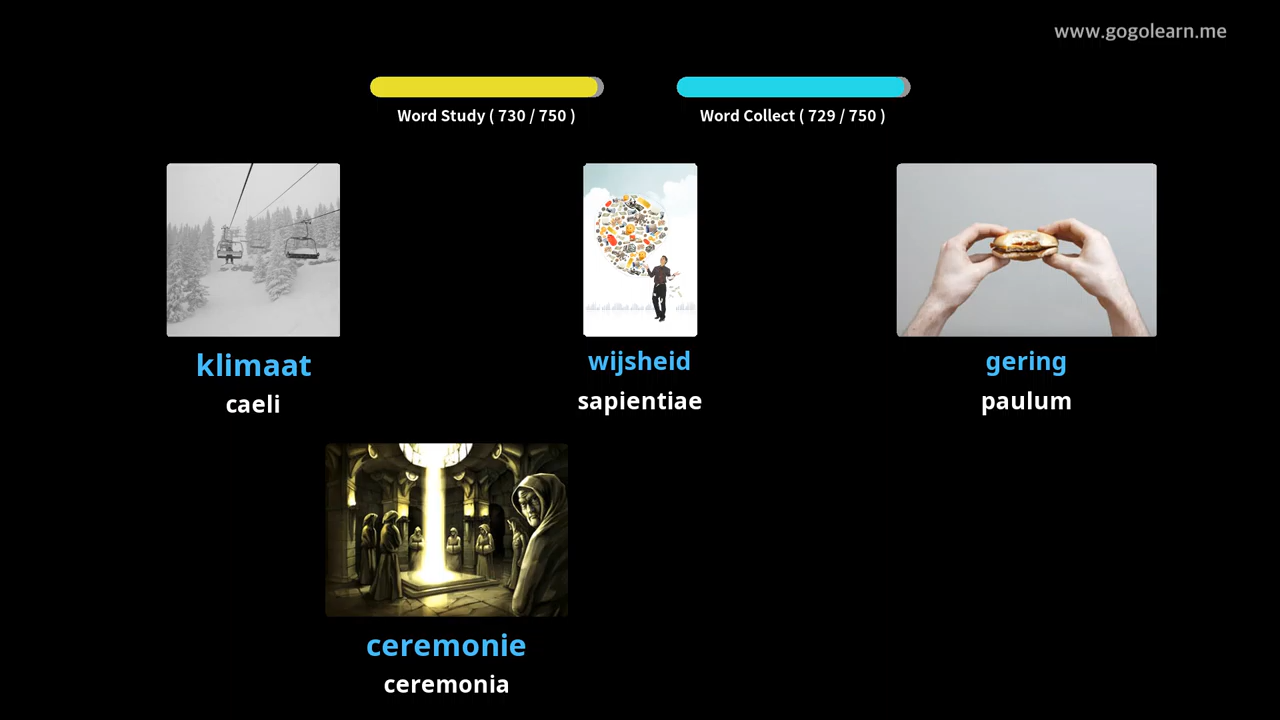 www.gogolearn.me
Word Study ( 730 / 750 )
Word Collect ( 729 / 750 )
klimaat
caeli
wijsheid
sapientiae
gering
paulum
ceremonie
ceremonia